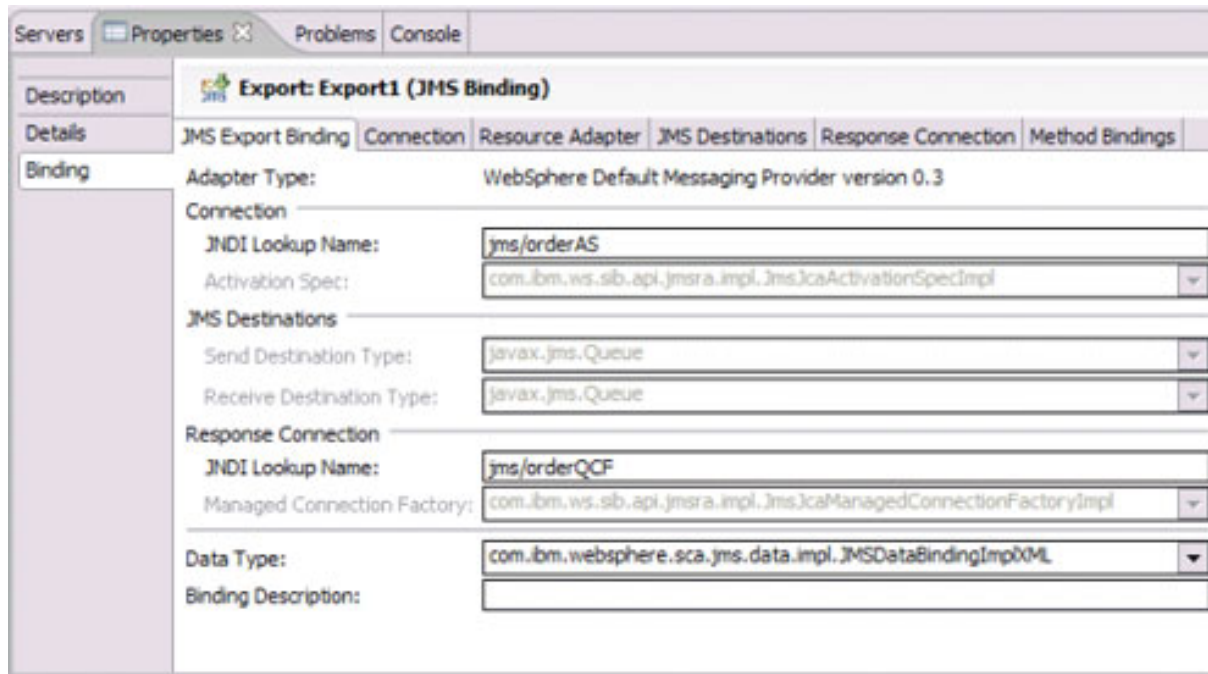 Servers Properties Problems Console
Export: Export1 (JMS Binding)
Description
Details
Binding
JMS Export Binding Connection Resource Adapter JMS Destinations Response Connection Method Bindings
Adapter Type: WebSphere Default Messaging Provider version 0.3
Connection
JNDI Lookup Name: jms/orderAS
Activation Spec: com.ibm.ws.sib.api.jmsra.impl.JmsJcaActivationSpecImpl
JMS Destinations
Send Destination Type: javax.jms.Queue
Receive Destination Type: javax.jms.Queue
Response Connection
JNDI Lookup Name: jms/orderQCF
Managed Connection Factory: com.ibm.ws.sib.api.jmsra.impl.JmsJcaManagedConnectionFactoryImpl
Data Type: com.ibm.websphere.sca.jms.data.impl.JMSDataBindingImplXML
Binding Description: